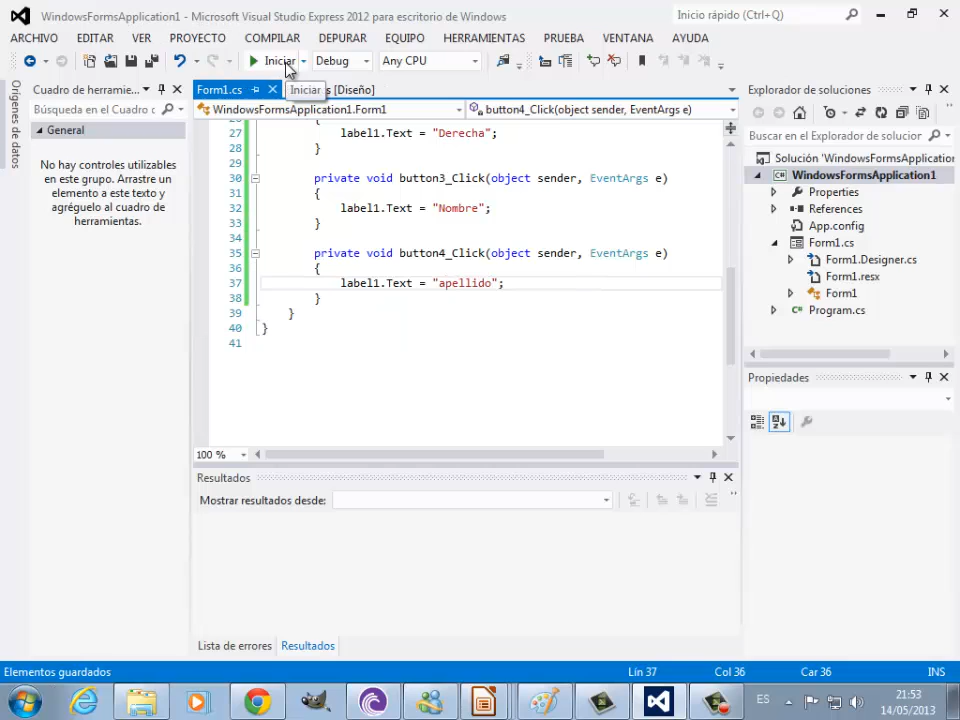 WindowsFormsApplication1 - Microsoft Visual Studio Express 2012 para escritorio de Windows
Inicio rápido (Ctrl+Q)
ARCHIVO EDITAR VER PROYECTO COMPILAR DEPURAR EQUIPO HERRAMIENTAS PRUEBA VENTANA AYUDA
Iniciar Debug Any CPU
Orígenes de datos
Cuadro de herramie...
Búsqueda en el Cuadro d
General
No hay controles utilizables
en este grupo. Arrastre un
elemento a este texto y
agréguelo al cuadro de
herramientas.
Form1.cs
[Diseño]
Iniciar
WindowsFormsApplication1.Form1
button4_Click(object sender, EventArgs e)
27 label1.Text = "Derecha";
28 }
29
30 private void button3_Click(object sender, EventArgs e)
31 {
32 label1.Text = "Nombre";
33 }
34
35 private void button4_Click(object sender, EventArgs e)
36 {
37 label1.Text = "apellido";
38 }
39 }
40 }
41
100 %
Resultados
Mostrar resultados desde:
Lista de errores Resultados
Explorador de soluciones
Buscar en el Explorador de solucior
Solución 'WindowsFormsApplicatior
WindowsFormsApplication1
Properties
References
App.config
Form1.cs
Form1.Designer.cs
Form1.resx
Form1
Program.cs
Propiedades
Elementos guardados
Lín 37 Col 36 Car 36 INS
ES
21:53
14/05/2013